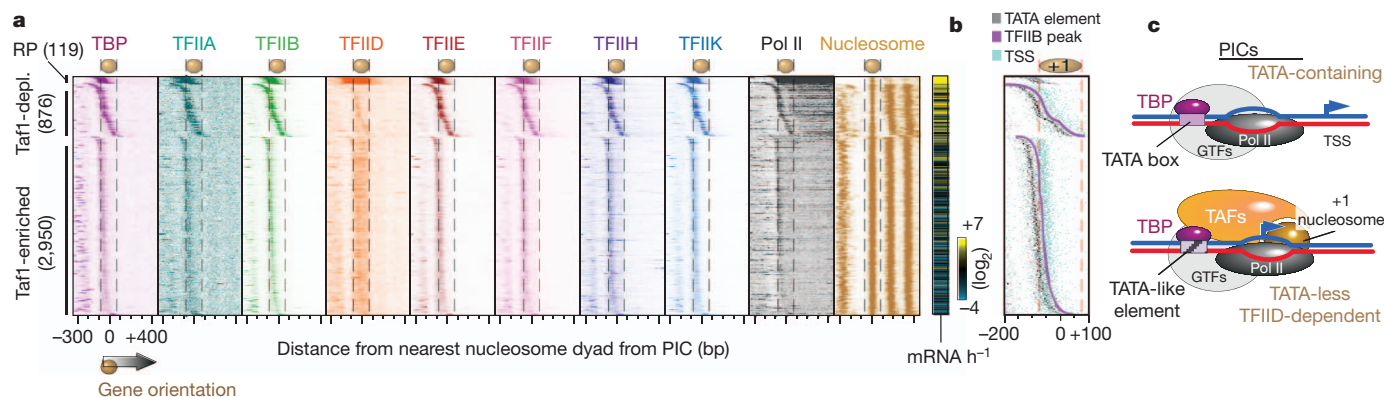 a
RP (119)
TBP
TFIIA
TFIIB
TFIID
TFIIE
TFIIF
TFIIH
TFIIK
Pol II
Nucleosome
Taf1-depl.
(876)
Taf1-enriched
(2,950)
−300
0
+400
Distance from nearest nucleosome dyad from PIC (bp)
Gene orientation
+7
(log2)
−4
mRNA h−1
b
TATA element
TFIIB peak
TSS
+1
−200
0
+100
c
PICs
TATA-containing
TBP
Pol II
GTFs
TSS
TATA box
TAFs
+1
nucleosome
TBP
Pol II
GTFs
TATA-like
element
TATA-less
TFIID-dependent